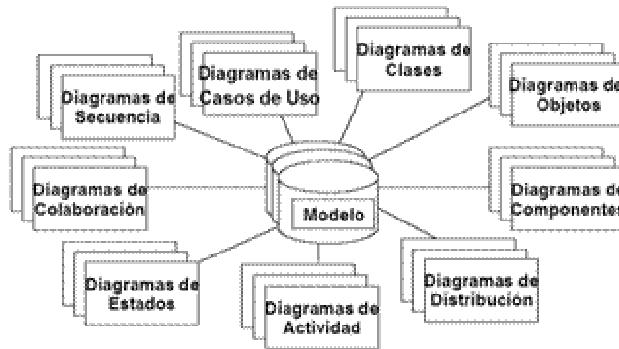 Diagramas de
Casos de Uso
Diagramas de
Clases
Diagramas de
Secuencia
Diagramas de
Objetos
Diagramas de
Colaboración
Modelo
Diagramas de
Componentes
Diagramas de
Estados
Diagramas de
Actividad
Diagramas de
Distribución